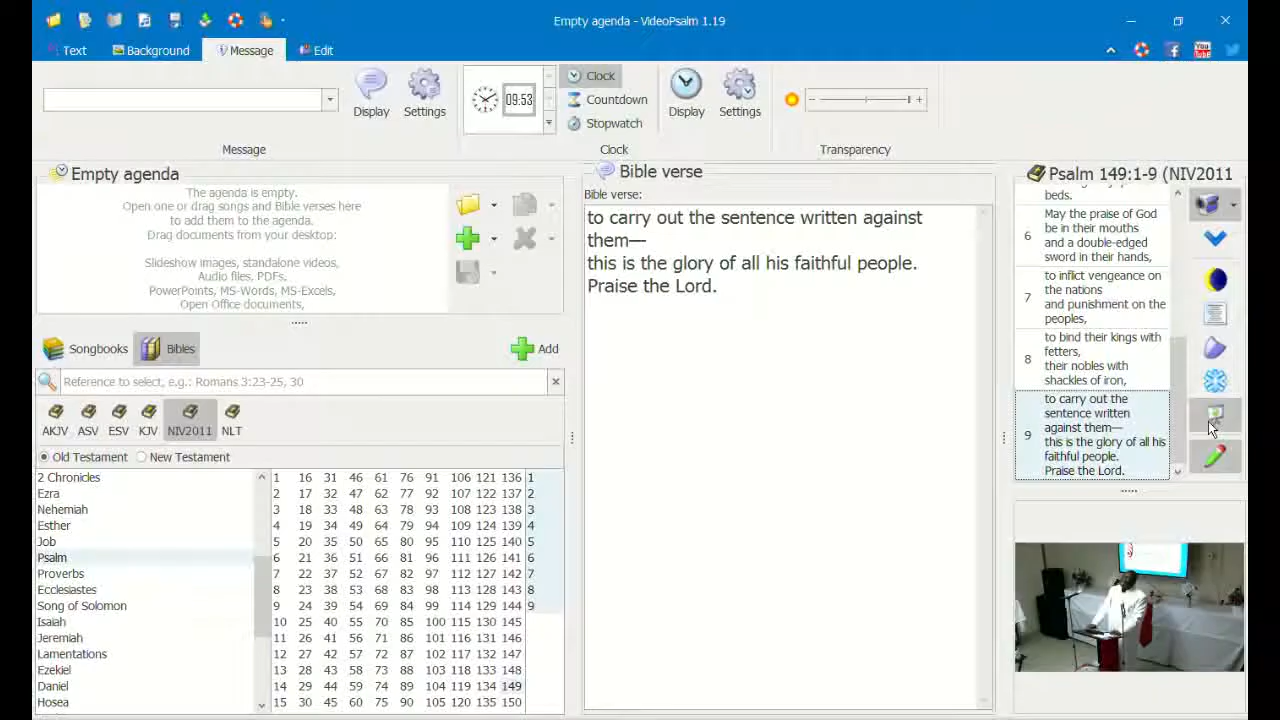 Empty agenda - VideoPsalm 1.19
Text Background Message Edit
Display
Settings
09:53
Clock
Countdown
Stopwatch
Display
Settings
Message
Clock
Transparency
Empty agenda
The agenda is empty.
Open one or drag songs and Bible verses here
to add them to the agenda.
Drag documents from your desktop:
Slideshow images, standalone videos,
Audio files, PDFs,
PowerPoints, MS-Words, MS-Excels,
Open Office documents,
Songbooks Bibles Add
Reference to select, e.g.: Romans 3:23-25, 30
AKJV ASV ESV KJV NIV2011 NLT
Old Testament New Testament
2 Chronicles
Ezra
Nehemiah
Esther
Job
Psalm
Proverbs
Ecclesiastes
Song of Solomon
Isaiah
Jeremiah
Lamentations
Ezekiel
Daniel
Hosea
1 16 31 46 61 76 91 106 121 136 1
2 17 32 47 62 77 92 107 122 137 2
3 18 33 48 63 78 93 108 123 138 3
4 19 34 49 64 79 94 109 124 139 4
5 20 35 50 65 80 95 110 125 140 5
6 21 36 51 66 81 96 111 126 141 6
7 22 37 52 67 82 97 112 127 142 7
8 23 38 53 68 83 98 113 128 143 8
9 24 39 54 69 84 99 114 129 144 9
10 25 40 55 70 85 100 115 130 145
11 26 41 56 71 86 101 116 131 146
12 27 42 57 72 87 102 117 132 147
13 28 43 58 73 88 103 118 133 148
14 29 44 59 74 89 104 119 134 149
15 30 45 60 75 90 105 120 135 150
Bible verse
Bible verse:
to carry out the sentence written against
them—
this is the glory of all his faithful people.
Praise the Lord.
Psalm 149:1-9 (NIV2011
beds.
6
May the praise of God
be in their mouths
and a double-edged
sword in their hands,
7
to inflict vengeance on
the nations
and punishment on the
peoples,
8
to bind their kings with
fetters,
their nobles with
shackles of iron,
9
to carry out the
sentence written
against them—
this is the glory of all his
faithful people.
Praise the Lord.